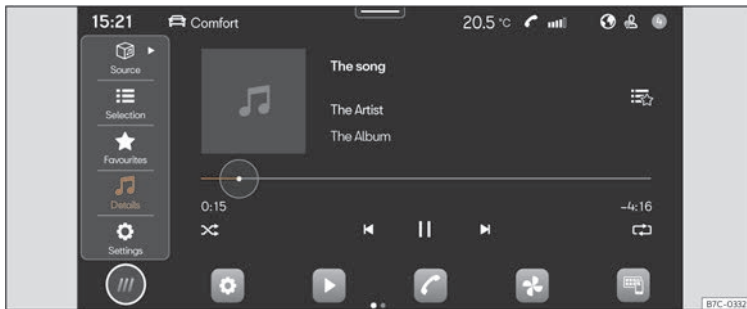 15:21
Comfort
20.5 °C
4
Source
Selection
Favourites
Details
Settings
The song
The Artist
The Album
0:15
-4:16
B7C-0332